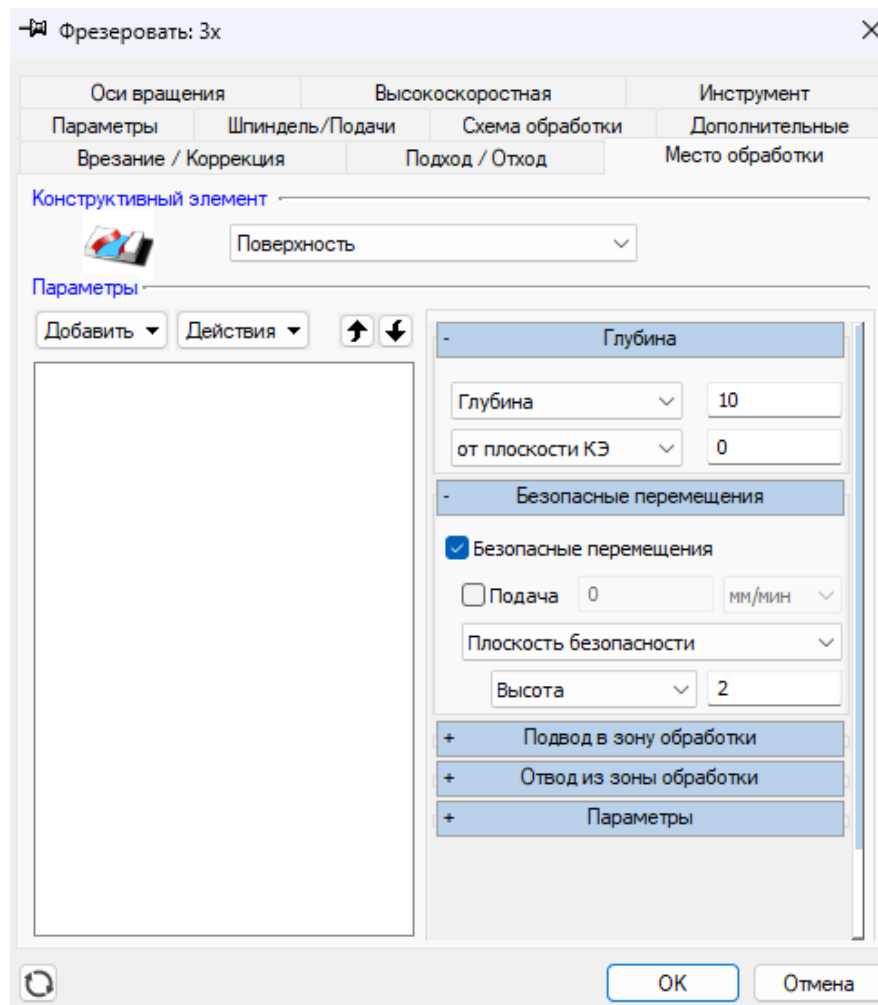 Фрезеровать: 3x
Оси вращения Высокоскоростная Инструмент
Параметры Шпиндель/Подачи Схема обработки Дополнительные
Врезание / Коррекция Подход / Отход Место обработки
Конструктивный элемент
Поверхность
Параметры
Добавить Действия
- Глубина
Глубина 10
от плоскости КЭ 0
- Безопасные перемещения
Безопасные перемещения
Подача 0 мм/мин
Плоскость безопасности
Высота 2
+ Подвод в зону обработки
+ Отвод из зоны обработки
+ Параметры
OK Отмена